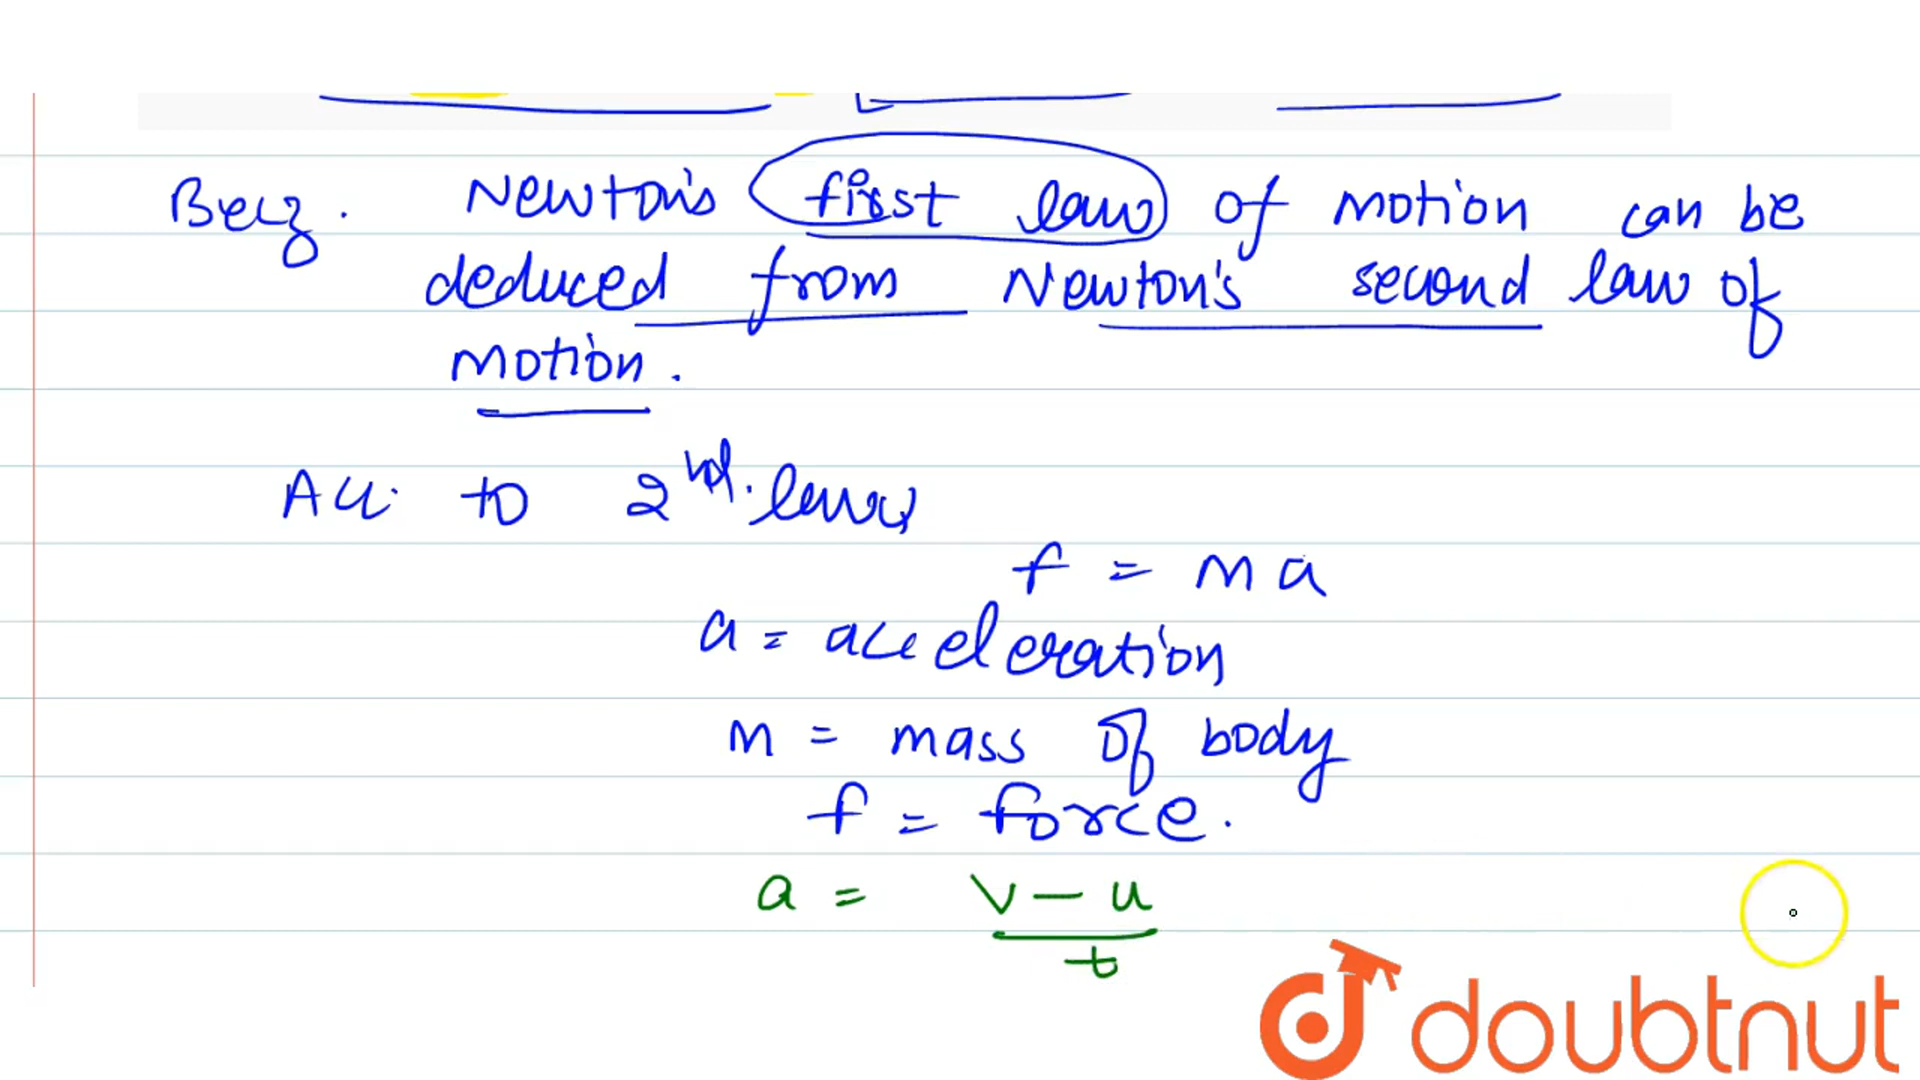 Becz. Newton's first law of motion can be
deduced from Newton's second law of
motion.
Acc. to 2nd. law,
f = ma
a = acceleration
m = mass of body
f = force.
a = v - u
t
doubtnut